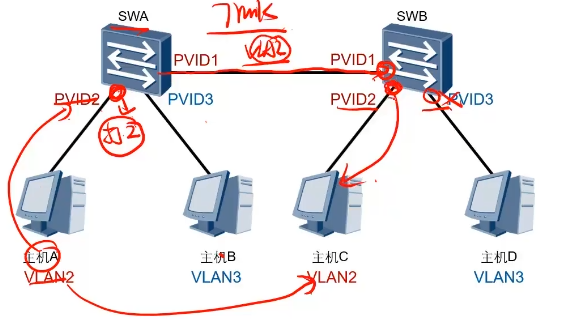 SWA
SWB
Trunk
VLAN2
PVID1
PVID1
PVID2
PVID3
PVID2
PVID3
打2
主机A
主机B
主机C
主机D
VLAN2
VLAN3
VLAN2
VLAN3